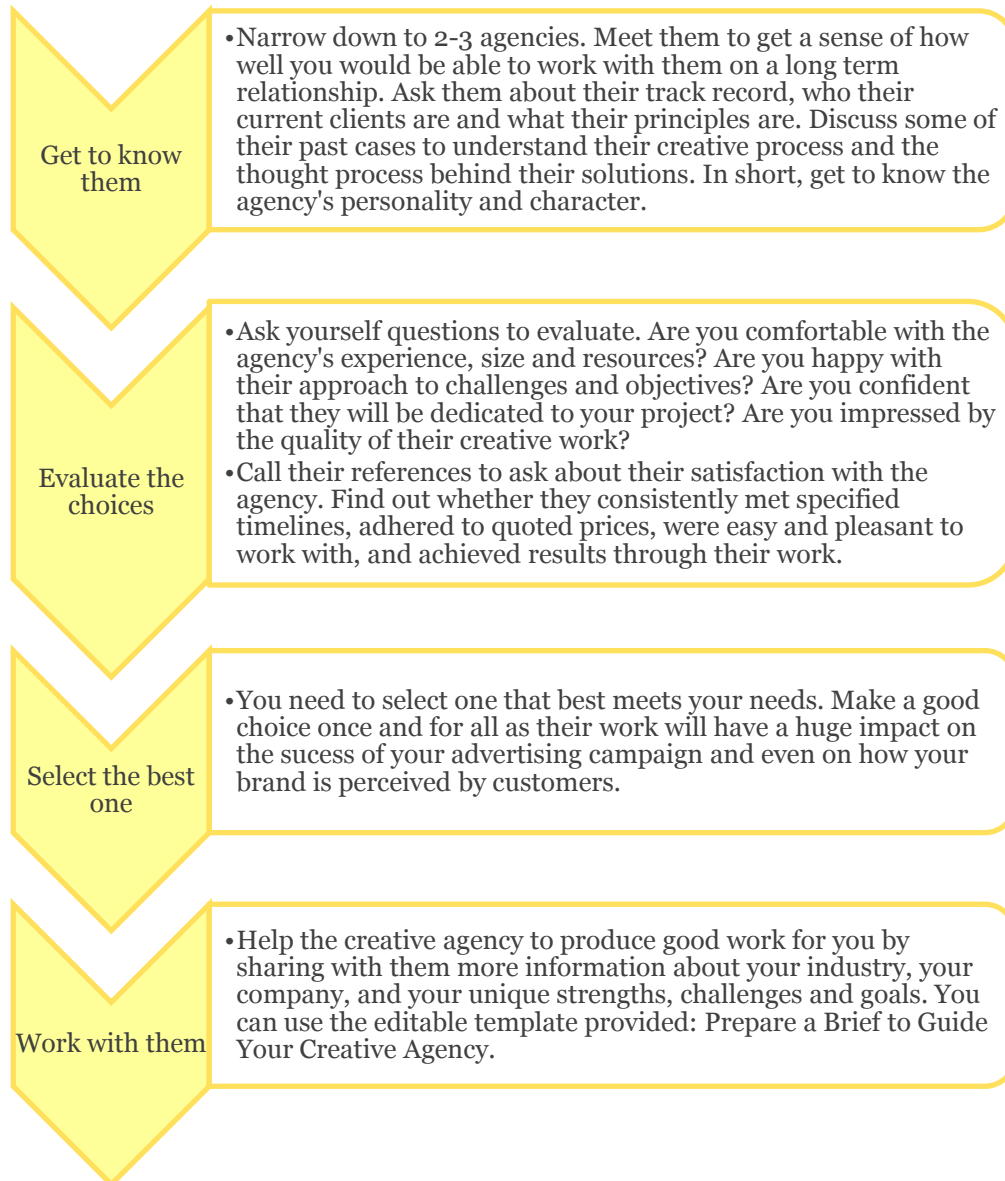 Get to know
them
•Narrow down to 2-3 agencies. Meet them to get a sense of how
well you would be able to work with them on a long term
relationship. Ask them about their track record, who their
current clients are and what their principles are. Discuss some of
their past cases to understand their creative process and the
thought process behind their solutions. In short, get to know the
agency's personality and character.
Evaluate the
choices
•Ask yourself questions to evaluate. Are you comfortable with the
agency's experience, size and resources? Are you happy with
their approach to challenges and objectives? Are you confident
that they will be dedicated to your project? Are you impressed by
the quality of their creative work?
•Call their references to ask about their satisfaction with the
agency. Find out whether they consistently met specified
timelines, adhered to quoted prices, were easy and pleasant to
work with, and achieved results through their work.
Select the best
one
•You need to select one that best meets your needs. Make a good
choice once and for all as their work will have a huge impact on
the sucess of your advertising campaign and even on how your
brand is perceived by customers.
Work with them
•Help the creative agency to produce good work for you by
sharing with them more information about your industry, your
company, and your unique strengths, challenges and goals. You
can use the editable template provided: Prepare a Brief to Guide
Your Creative Agency.